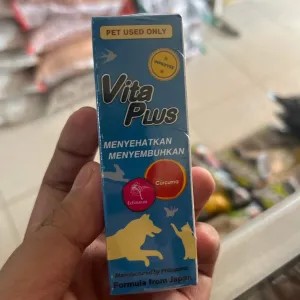 PET USED ONLY
Vita
Plus
MENYEHATKAN
MENYEMBUHKAN
Echinacea
Curcuma
Formula from Japan